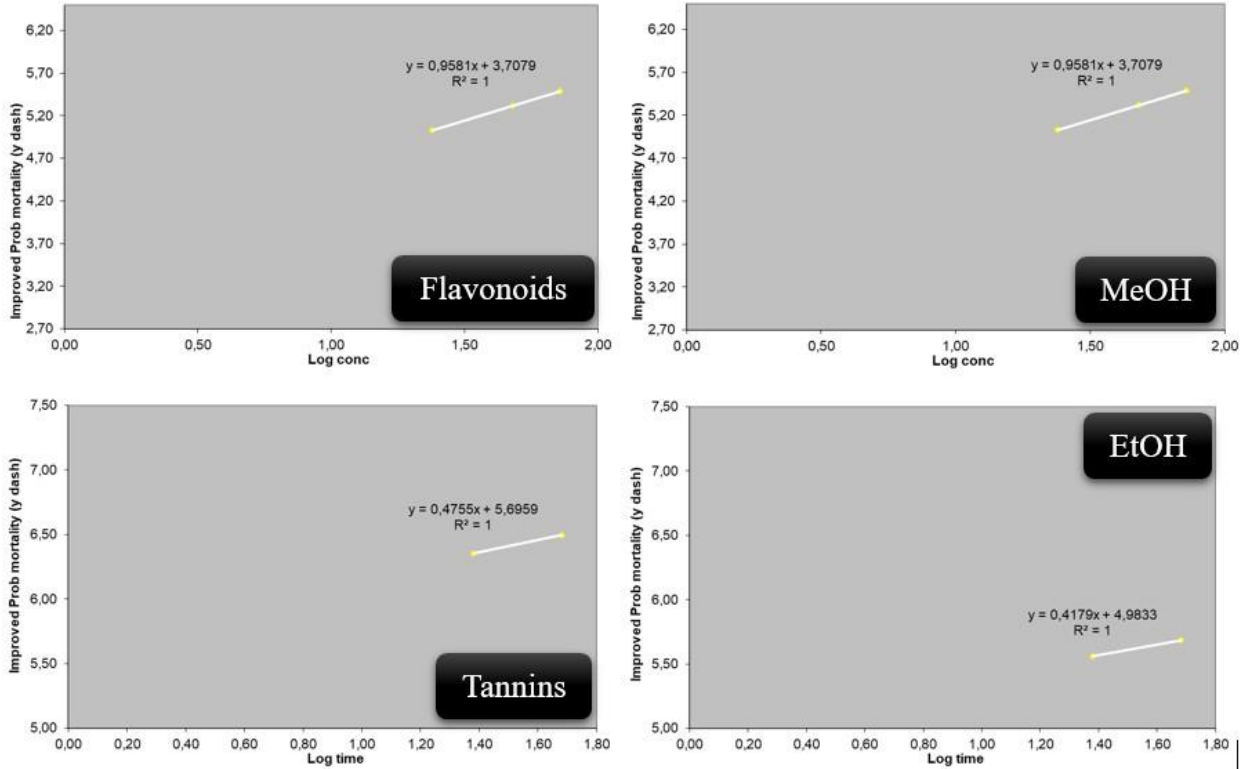 Improved Prob mortality (y dash)
6,20
5,70
5,20
4,70
4,20
3,70
3,20
2,70
y = 0,9581x + 3,7079
R² = 1
Flavonoids
0,00 0,50 1,00 1,50 2,00
Log conc
Improved Prob mortality (y dash)
6,20
5,70
5,20
4,70
4,20
3,70
3,20
2,70
y = 0,9581x + 3,7079
R² = 1
MeOH
0,00 0,50 1,00 1,50 2,00
Log conc
Improved Prob mortality (y dash)
7,50
7,00
6,50
6,00
5,50
5,00
y = 0,4755x + 5,6959
R² = 1
Tannins
0,00 0,20 0,40 0,60 0,80 1,00 1,20 1,40 1,60 1,80
Log time
Improved Prob mortality (y dash)
7,50
7,00
6,50
6,00
5,50
5,00
EtOH
y = 0,4179x + 4,9833
R² = 1
0,00 0,20 0,40 0,60 0,80 1,00 1,20 1,40 1,60 1,80
Log time